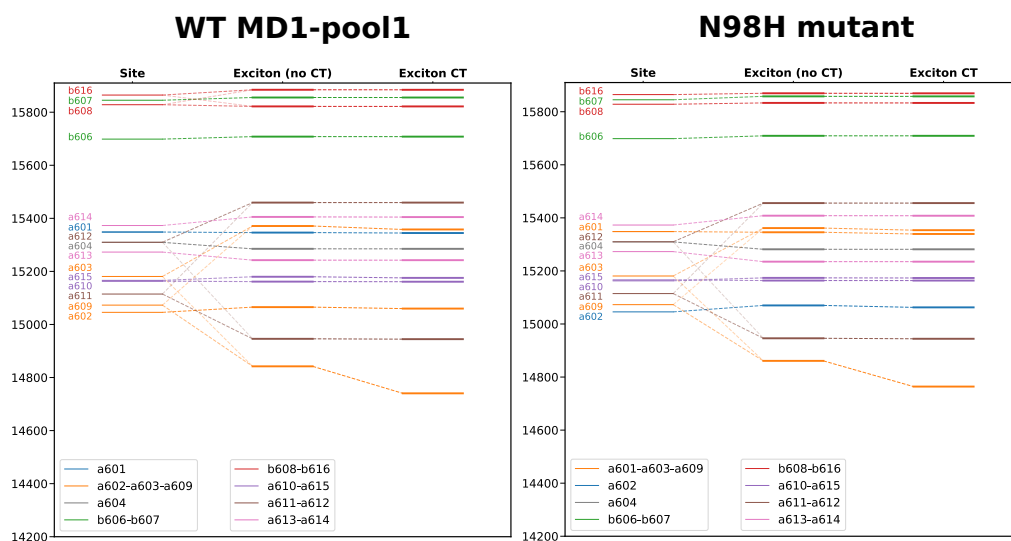 WT MD1-pool1
Site Exciton (no CT) Exciton CT
15800
15600
15400
15200
15000
14800
14600
14400
14200
b616
b607
b608
b606
a614
a601
a612
a604
a613
a603
a615
a610
a611
a609
a602
a601
a602-a603-a609
a604
b606-b607
b608-b616
a610-a615
a611-a612
a613-a614
N98H mutant
Site Exciton (no CT) Exciton CT
15800
15600
15400
15200
15000
14800
14600
14400
14200
b616
b607
b608
b606
a614
a601
a612
a604
a613
a603
a615
a610
a611
a609
a602
a601-a603-a609
a602
a604
b606-b607
b608-b616
a610-a615
a611-a612
a613-a614